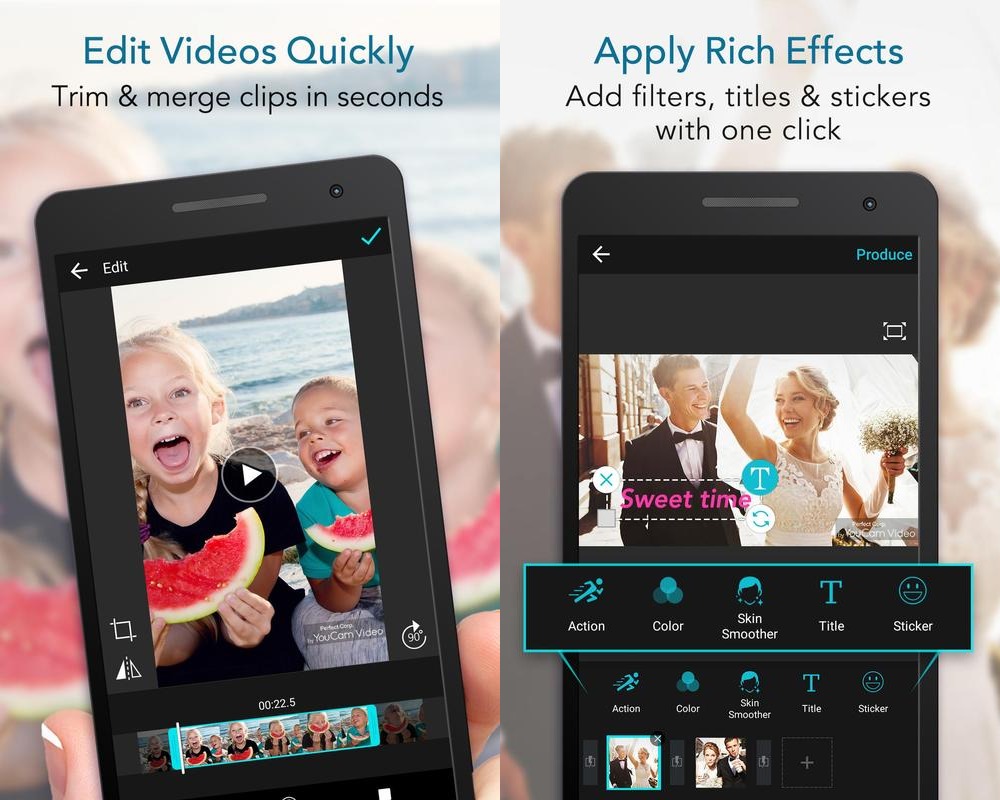 Edit Videos Quickly
Trim & merge clips in seconds
Edit
Perfect Corp.
by YouCam Video
90°
00:22.5
Apply Rich Effects
Add filters, titles & stickers
with one click
Produce
T
Sweet time
Perfect Corp.
by YouCam Video
T
Action
Color
Skin
Smoother
Title
Sticker
T
Action
Color
Skin
Smoother
Title
Sticker